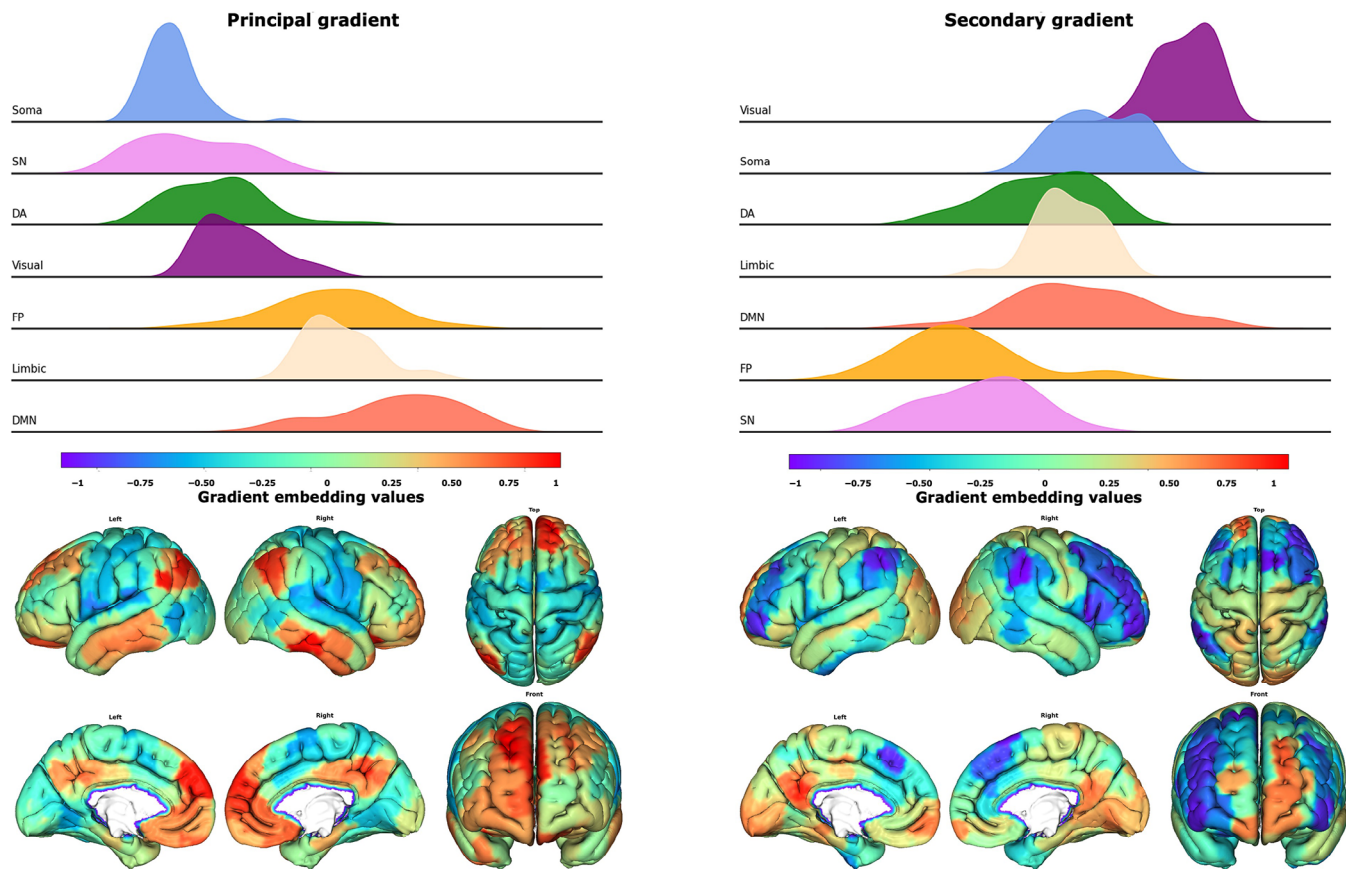 Principal gradient
Soma
SN
DA
Visual
FP
Limbic
DMN
−1 −0.75 −0.50 −0.25 0 0.25 0.50 0.75 1
Gradient embedding values
Left Right Top
Left Right Front
Secondary gradient
Visual
Soma
DA
Limbic
DMN
FP
SN
−1 −0.75 −0.50 −0.25 0 0.25 0.50 0.75 1
Gradient embedding values
Left Right Top
Left Right Front